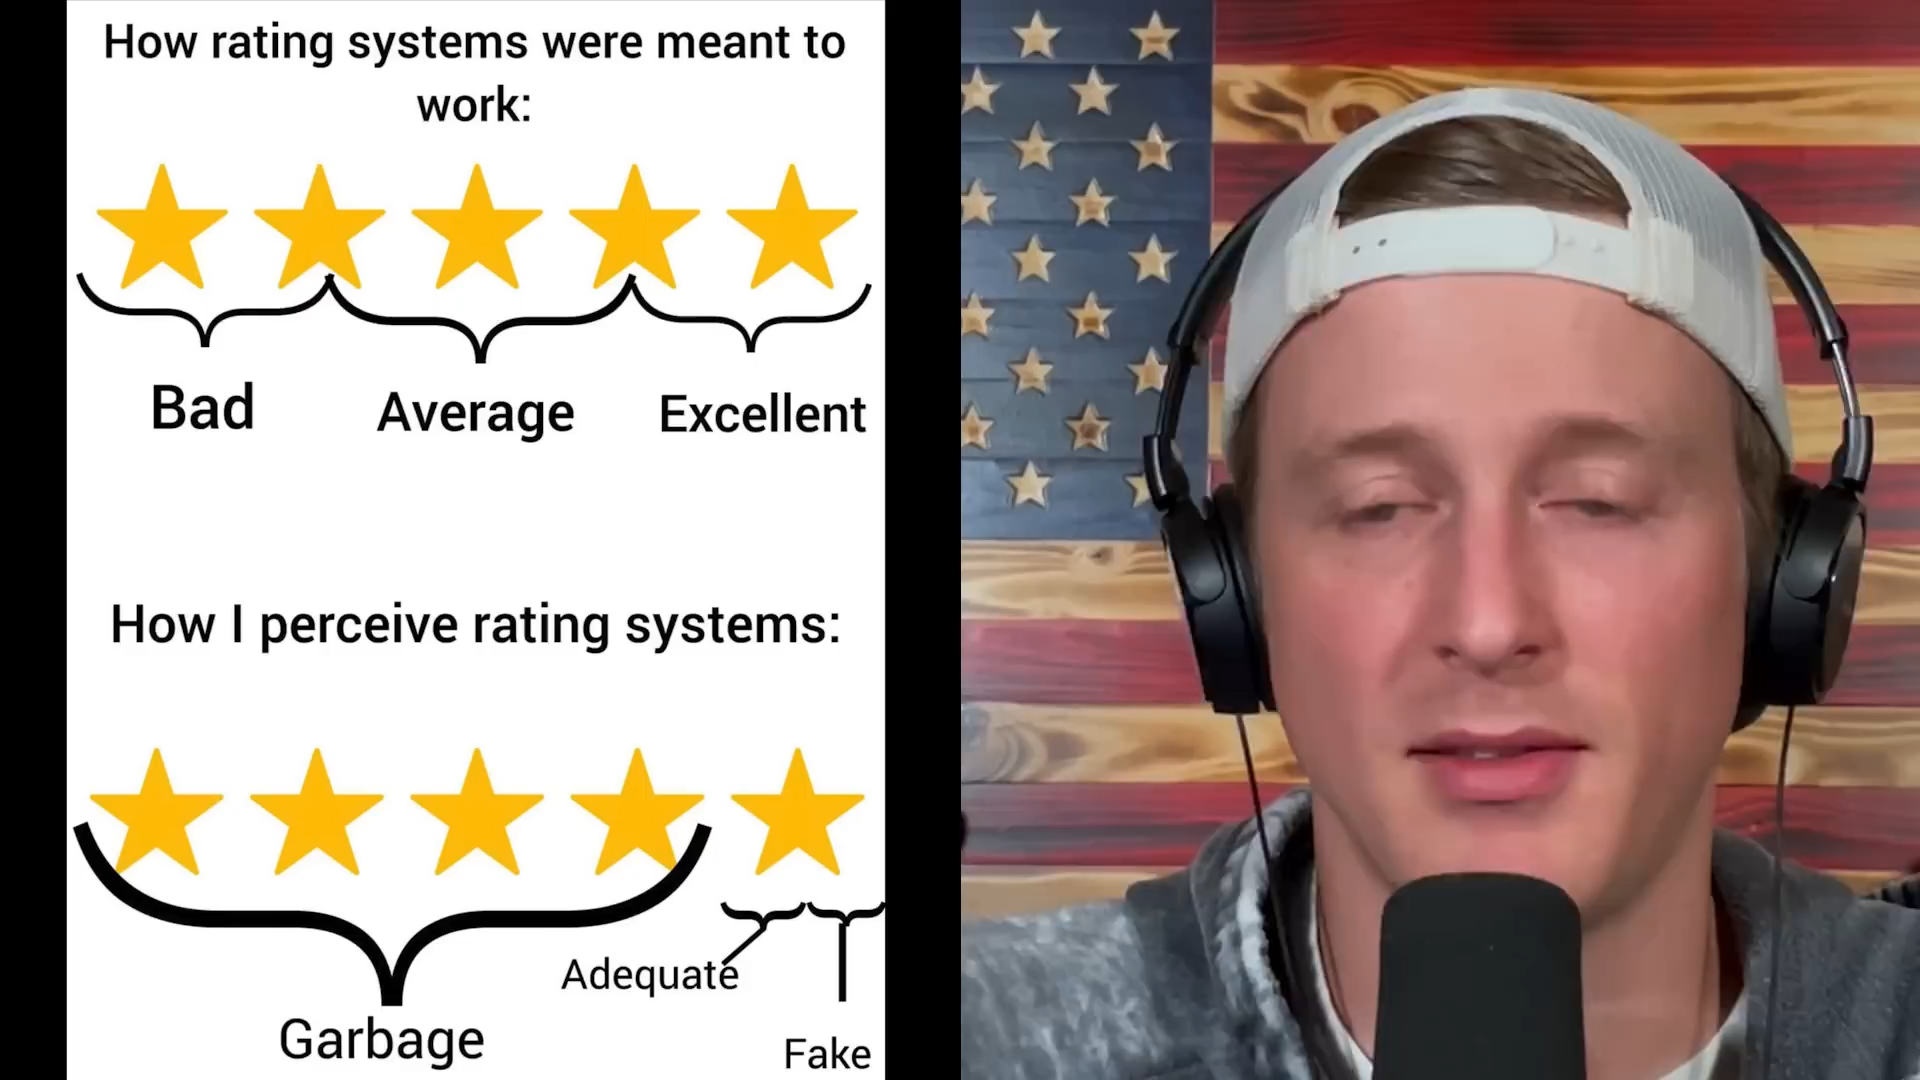 How rating systems were meant to
work:
Bad
Average
Excellent
How I perceive rating systems:
Adequate
Garbage
Fake